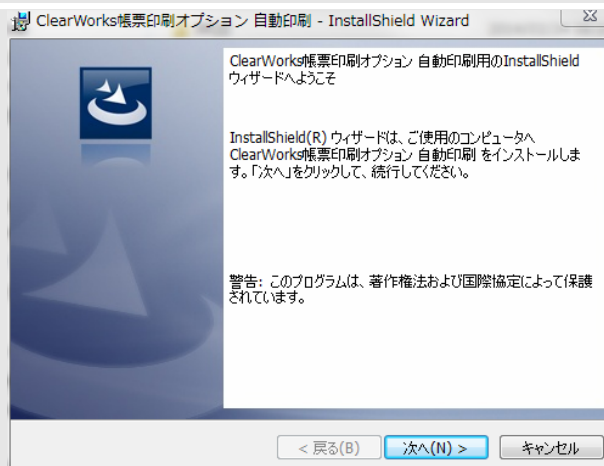 ClearWorks帳票印刷オプション 自動印刷 - InstallShield Wizard
ClearWorks帳票印刷オプション 自動印刷用のInstallShield
ウィザードへようこそ
InstallShield(R) ウィザードは、ご使用のコンピュータへ
ClearWorks帳票印刷オプション 自動印刷 をインストールしま
す。「次へ」をクリックして、続行してください。
警告: このプログラムは、著作権法および国際協定によって保護
されています。
< 戻る(B)
次へ(N) >
キャンセル